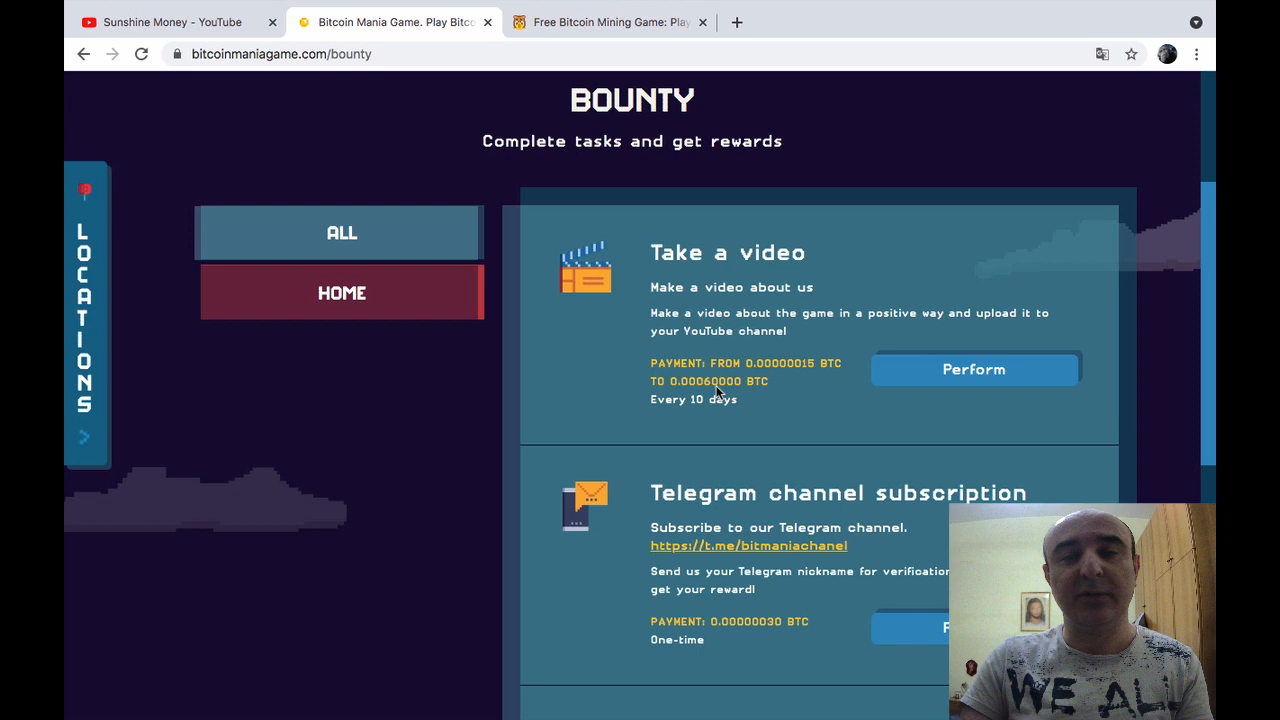 Sunshine Money - YouTube
Bitcoin Mania Game. Play Bitco
Free Bitcoin Mining Game: Play
bitcoinmaniagame.com/bounty
BOUNTY
Complete tasks and get rewards
LOCATIONS
ALL
HOME
Take a video
Make a video about us
Make a video about the game in a positive way and upload it to
your YouTube channel
PAYMENT: FROM 0.00000015 BTC
TO 0.00060000 BTC
Every 10 days
Perform
Telegram channel subscription
Subscribe to our Telegram channel.
https://t.me/bitmaniachanel
Send us your Telegram nickname for verification
get your reward!
PAYMENT: 0.00000030 BTC
One-time
WE ALL